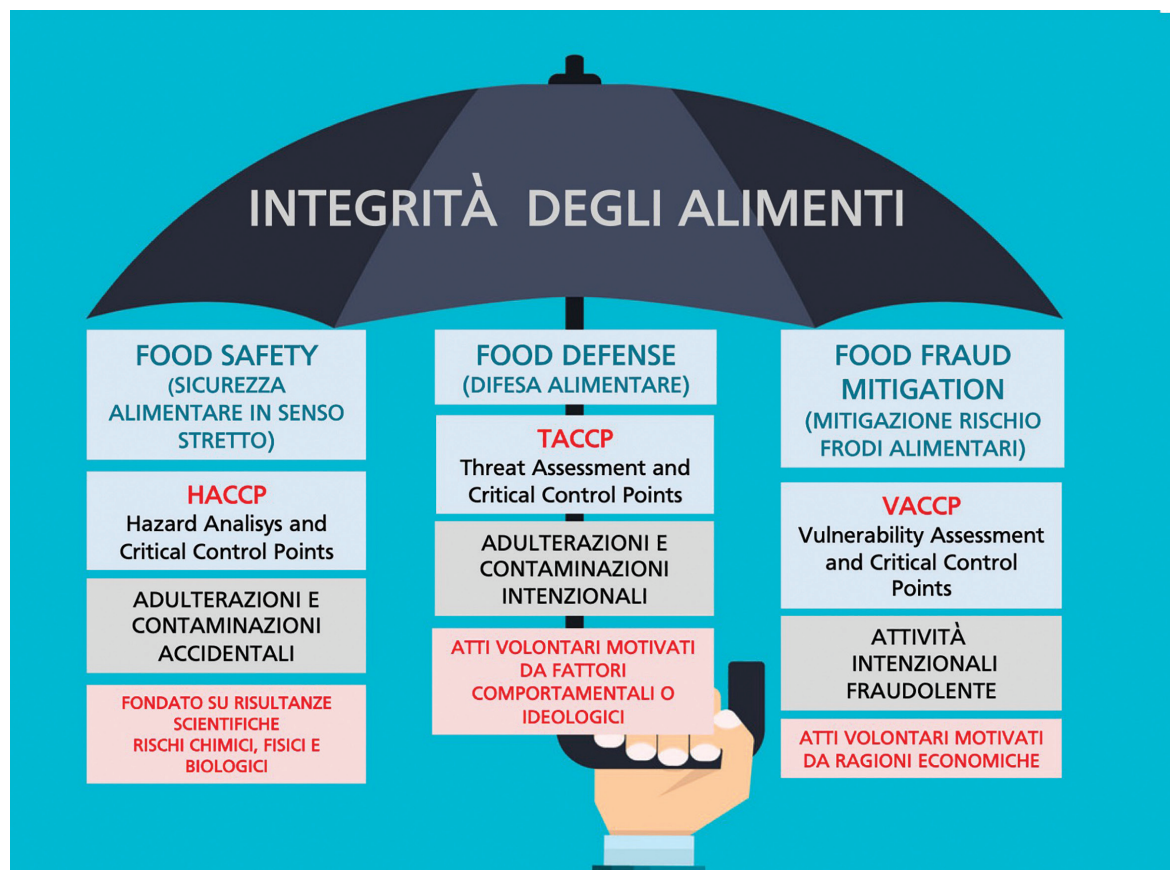 INTEGRITÀ DEGLI ALIMENTI
FOOD SAFETY
(SICUREZZA
ALIMENTARE IN SENSO
STRETTO)
HACCP
Hazard Analisys and
Critical Control Points
ADULTERAZIONI E
CONTAMINAZIONI
ACCIDENTALI
FONDATO SU RISULTANZE
SCIENTIFICHE
RISCHI CHIMICI, FISICI E
BIOLOGICI
FOOD DEFENSE
(DIFESA ALIMENTARE)
TACCP
Threat Assessment and
Critical Control Points
ADULTERAZIONI E
CONTAMINAZIONI
INTENZIONALI
ATTI VOLONTARI MOTIVATI
DA FATTORI
COMPORTAMENTALI O
IDEOLOGICI
FOOD FRAUD
MITIGATION
(MITIGAZIONE RISCHIO
FRODI ALIMENTARI)
VACCP
Vulnerability Assessment
and Critical Control
Points
ATTIVITÀ
INTENZIONALI
FRAUDOLENTE
ATTI VOLONTARI MOTIVATI
DA RAGIONI ECONOMICHE